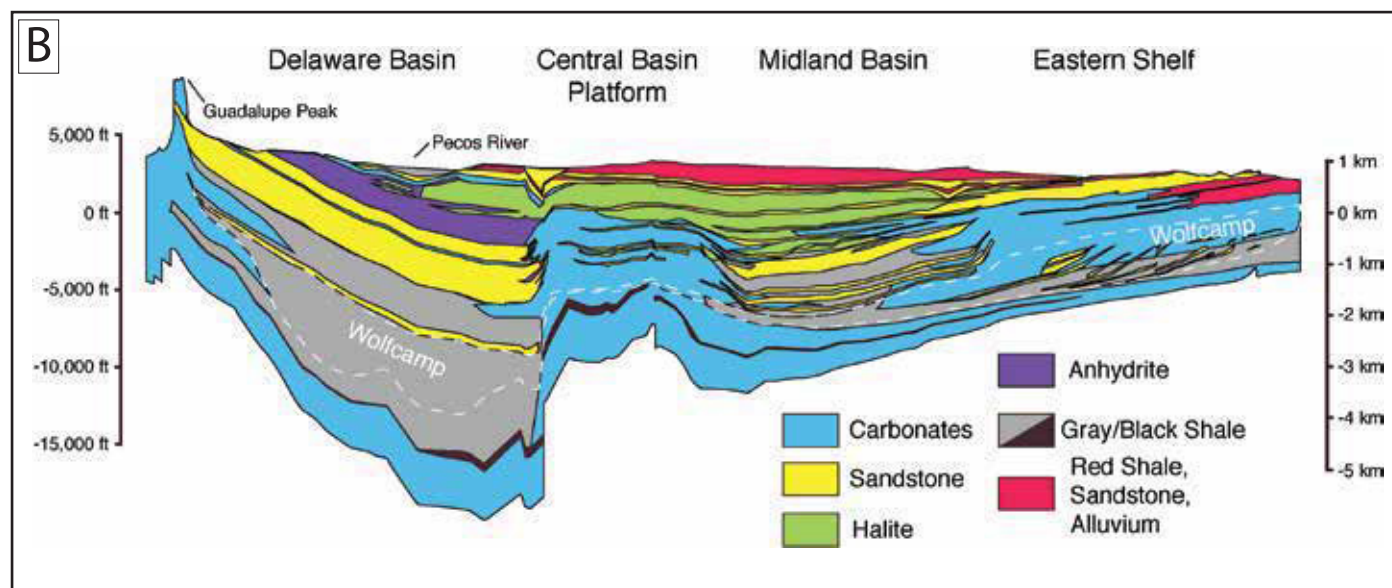 B
Delaware Basin
Central Basin
Platform
Midland Basin
Eastern Shelf
Guadalupe Peak
Pecos River
5,000 ft
0 ft
-5,000 ft
-10,000 ft
-15,000 ft
1 km
0 km
-1 km
-2 km
-3 km
-4 km
-5 km
Wolfcamp
Wolfcamp
Carbonates
Sandstone
Halite
Anhydrite
Gray/Black Shale
Red Shale,
Sandstone,
Alluvium